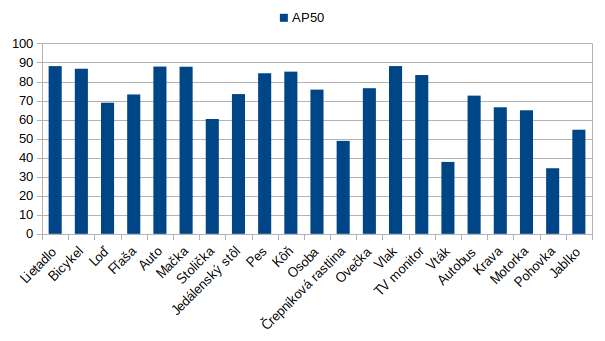 AP50
100
90
80
70
60
50
40
30
20
10
0
Lietadlo
Bicykel
Loď
Fľaša
Auto
Mačka
Stolička
Jedálenský stôl
Pes
Kôň
Osoba
Črepníková rastlina
Ovečka
Vlak
TV monitor
Vták
Autobus
Krava
Motorka
Pohovka
Jablko